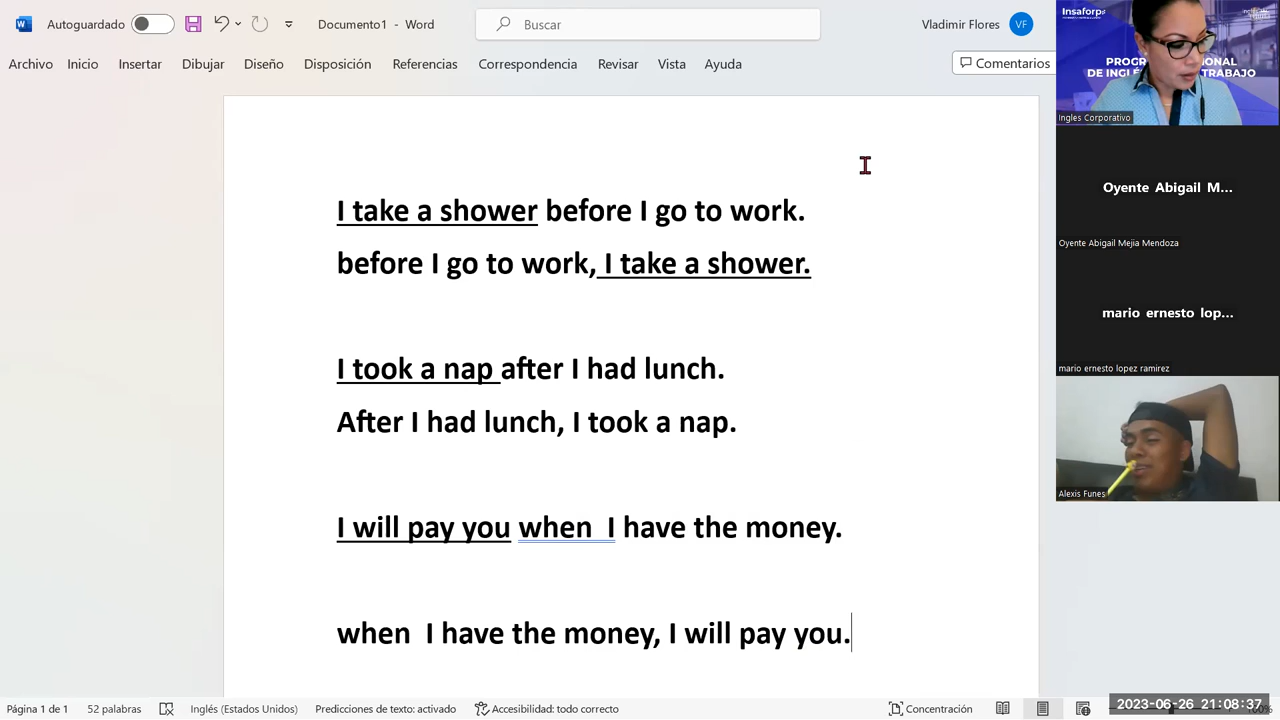 Autoguardado
Documento1 - Word
Buscar
Vladimir Flores
VF
Archivo Inicio Insertar Dibujar Diseño Disposición Referencias Correspondencia Revisar Vista Ayuda
Comentarios
I take a shower before I go to work.
before I go to work, I take a shower.
I took a nap after I had lunch.
After I had lunch, I took a nap.
I will pay you when  I have the money.
when  I have the money, I will pay you.
Insaforp
Ingles Corporativo
Oyente Abigail M...
Oyente Abigail Mejia Mendoza
mario ernesto lop...
mario ernesto lopez ramirez
Alexis Funes
Página 1 de 1
52 palabras
Inglés (Estados Unidos)
Predicciones de texto: activado
Accesibilidad: todo correcto
Concentración
2023-06-26 21:08:37